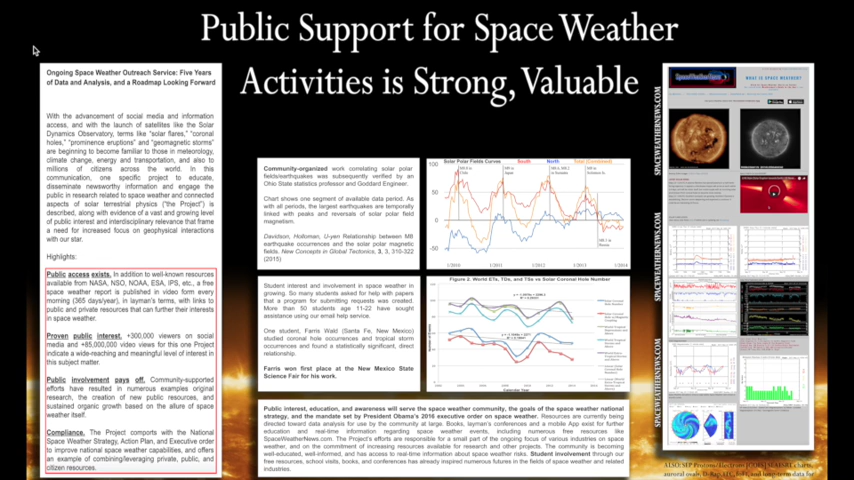 Public Support for Space Weather
Activities is Strong, Valuable
Ongoing Space Weather Outreach Service: Five Years
of Data and Analysis, and a Roadmap Looking Forward
With the advancement of social media and information
access, and with the launch of satellites like the Solar
Dynamics Observatory, terms like "solar flares," "coronal
holes," "prominence eruptions" and "geomagnetic storms"
are beginning to become familiar to those in meteorology,
climate change, energy and transportation, and also to
millions of citizens across the world. In this
communication, one specific project to educate,
disseminate newsworthy information and engage the
public in research related to space weather and connected
aspects of solar terrestrial physics ("the Project") is
described, along with evidence of a vast and growing level
of public interest and interdisciplinary relevance that frame
a need for increased focus on geophysical interactions
with our star.
Highlights:
Public access exists. In addition to well-known resources
available from NASA, NSO, NOAA, ESA, IPS, etc., a free
space weather report is published in video form every
morning (365 days/year), in layman's terms, with links to
public and private resources that can further their interests
in space weather.
Proven public interest. +300,000 viewers on social
media and +85,000,000 video views for this one Project
indicate a wide-reaching and meaningful level of interest in
this subject matter.
Public involvement pays off. Community-supported
efforts have resulted in numerous examples original
research, the creation of new public resources, and
sustained organic growth based on the allure of space
weather itself.
Compliance. The Project comports with the National
Space Weather Strategy, Action Plan, and Executive order
to improve national space weather capabilities, and offers
an example of combining/leveraging private, public, and
citizen resources.
Community-organized work correlating solar polar
fields/earthquakes was subsequently verified by an
Ohio State statistics professor and Goddard Engineer.
Chart shows one segment of available data period. As
with all periods, the largest earthquakes are temporally
linked with peaks and reversals of solar polar field
magnetism.
Davidson, Holloman, U-yen Relationship between M8
earthquake occurrences and the solar polar magnetic
fields. New Concepts in Global Tectonics, 3, 3, 310-322
(2015)
Solar Polar Fields Curves South North Total (Combined)
100
50
0
-50
1/2010 1/2011 1/2012 1/2013 1/2014
Student interest and involvement in space weather in
growing. So many students asked for help with papers
that a program for submitting requests was created.
More than 50 students age 11-22 have sought
assistance using our email help service.
One student, Farris Wald (Santa Fe, New Mexico)
studied coronal hole occurrences and tropical storm
occurrences and found a statistically significant, direct
relationship.
Farris won first place at the New Mexico State
Science Fair for his work.
Figure 2. World ETs, TDs, and TSs vs Solar Coronal Hole Number
Calendar Year
Public interest, education, and awareness will serve the space weather community, the goals of the space weather national
strategy, and the mandate set by President Obama's 2016 executive order on space weather. Resources are currently being
directed toward data analysis for use by the community at large. Books, layman's conferences and a mobile App exist for further
education and real-time information regarding space weather events, including numerous free resources like
SpaceWeatherNews.com. The Project's efforts are responsible for a small part of the ongoing focus of various industries on space
weather, and on the commitment of increasing resources available for research and other projects. The community is becoming
well-educated, well-informed, and has access to real-time information about space weather risks. Student involvement through our
free resources, school visits, books, and conferences has already inspired numerous futures in the fields of space weather and related
industries.
SPACEWEATHERNEWS.COM
SPACEWEATHERNEWS.COM
SPACEWEATHERNEWS.COM
SpaceWeatherNews
WHAT IS SPACE WEATHER?